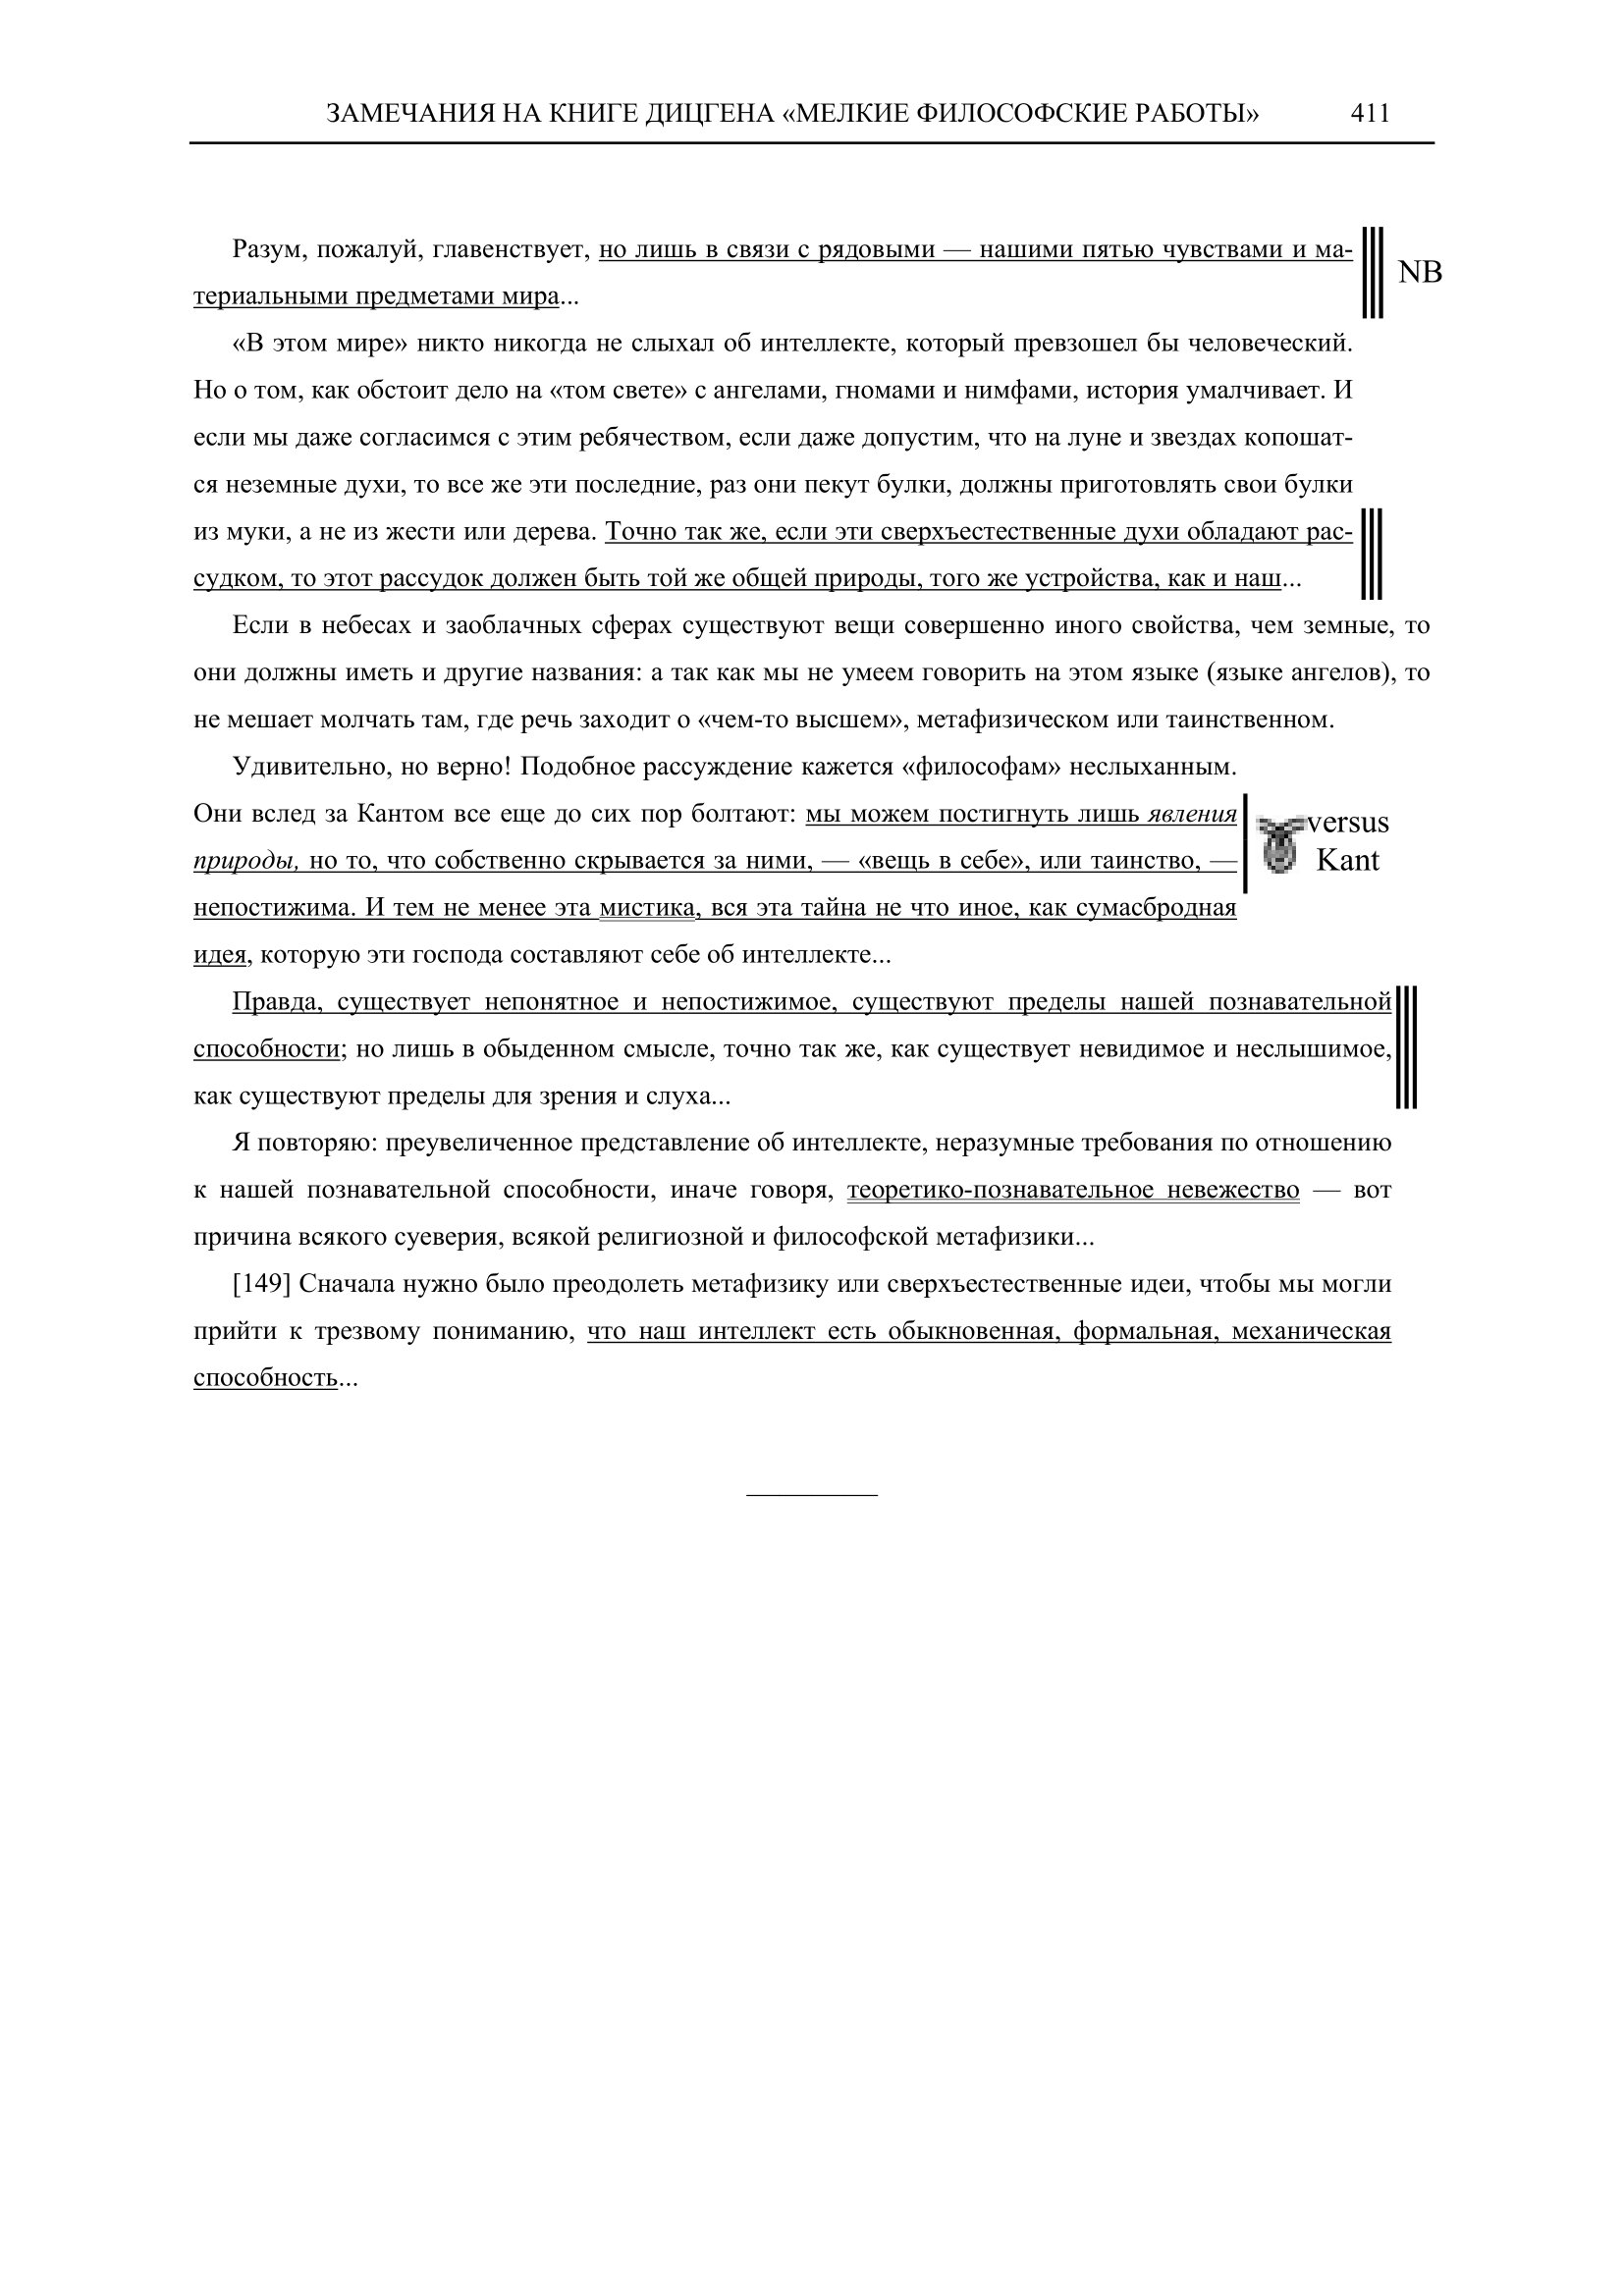 ЗАМЕЧАНИЯ НА КНИГЕ ДИЦГЕНА «МЕЛКИЕ ФИЛОСОФСКИЕ РАБОТЫ» 411
Разум, пожалуй, главенствует, но лишь в связи с рядовыми — нашими пятью чувствами и ма-
NB
териальными предметами мира...
«В этом мире» никто никогда не слыхал об интеллекте, который превзошел бы человеческий.
Но о том, как обстоит дело на «том свете» с ангелами, гномами и нимфами, история умалчивает. И
если мы даже согласимся с этим ребячеством, если даже допустим, что на луне и звездах копошат-
ся неземные духи, то все же эти последние, раз они пекут булки, должны приготовлять свои булки
из муки, а не из жести или дерева. Точно так же, если эти сверхъестественные духи обладают рас-
судком, то этот рассудок должен быть той же общей природы, того же устройства, как и наш...
Если в небесах и заоблачных сферах существуют вещи совершенно иного свойства, чем земные, то
они должны иметь и другие названия: а так как мы не умеем говорить на этом языке (языке ангелов), то
не мешает молчать там, где речь заходит о «чем-то высшем», метафизическом или таинственном.
Удивительно, но верно! Подобное рассуждение кажется «философам» неслыханным.
Они вслед за Кантом все еще до сих пор болтают: мы можем постигнуть лишь явления
versus
природы, но то, что собственно скрывается за ними, — «вещь в себе», или таинство, —
Kant
непостижима. И тем не менее эта мистика, вся эта тайна не что иное, как сумасбродная
идея, которую эти господа составляют себе об интеллекте...
Правда, существует непонятное и непостижимое, существуют пределы нашей познавательной
способности; но лишь в обыденном смысле, точно так же, как существует невидимое и неслышимое,
как существуют пределы для зрения и слуха...
Я повторяю: преувеличенное представление об интеллекте, неразумные требования по отношению
к нашей познавательной способности, иначе говоря, теоретико-познавательное невежество — вот
причина всякого суеверия, всякой религиозной и философской метафизики...
[149] Сначала нужно было преодолеть метафизику или сверхъестественные идеи, чтобы мы могли
прийти к трезвому пониманию, что наш интеллект есть обыкновенная, формальная, механическая
способность...